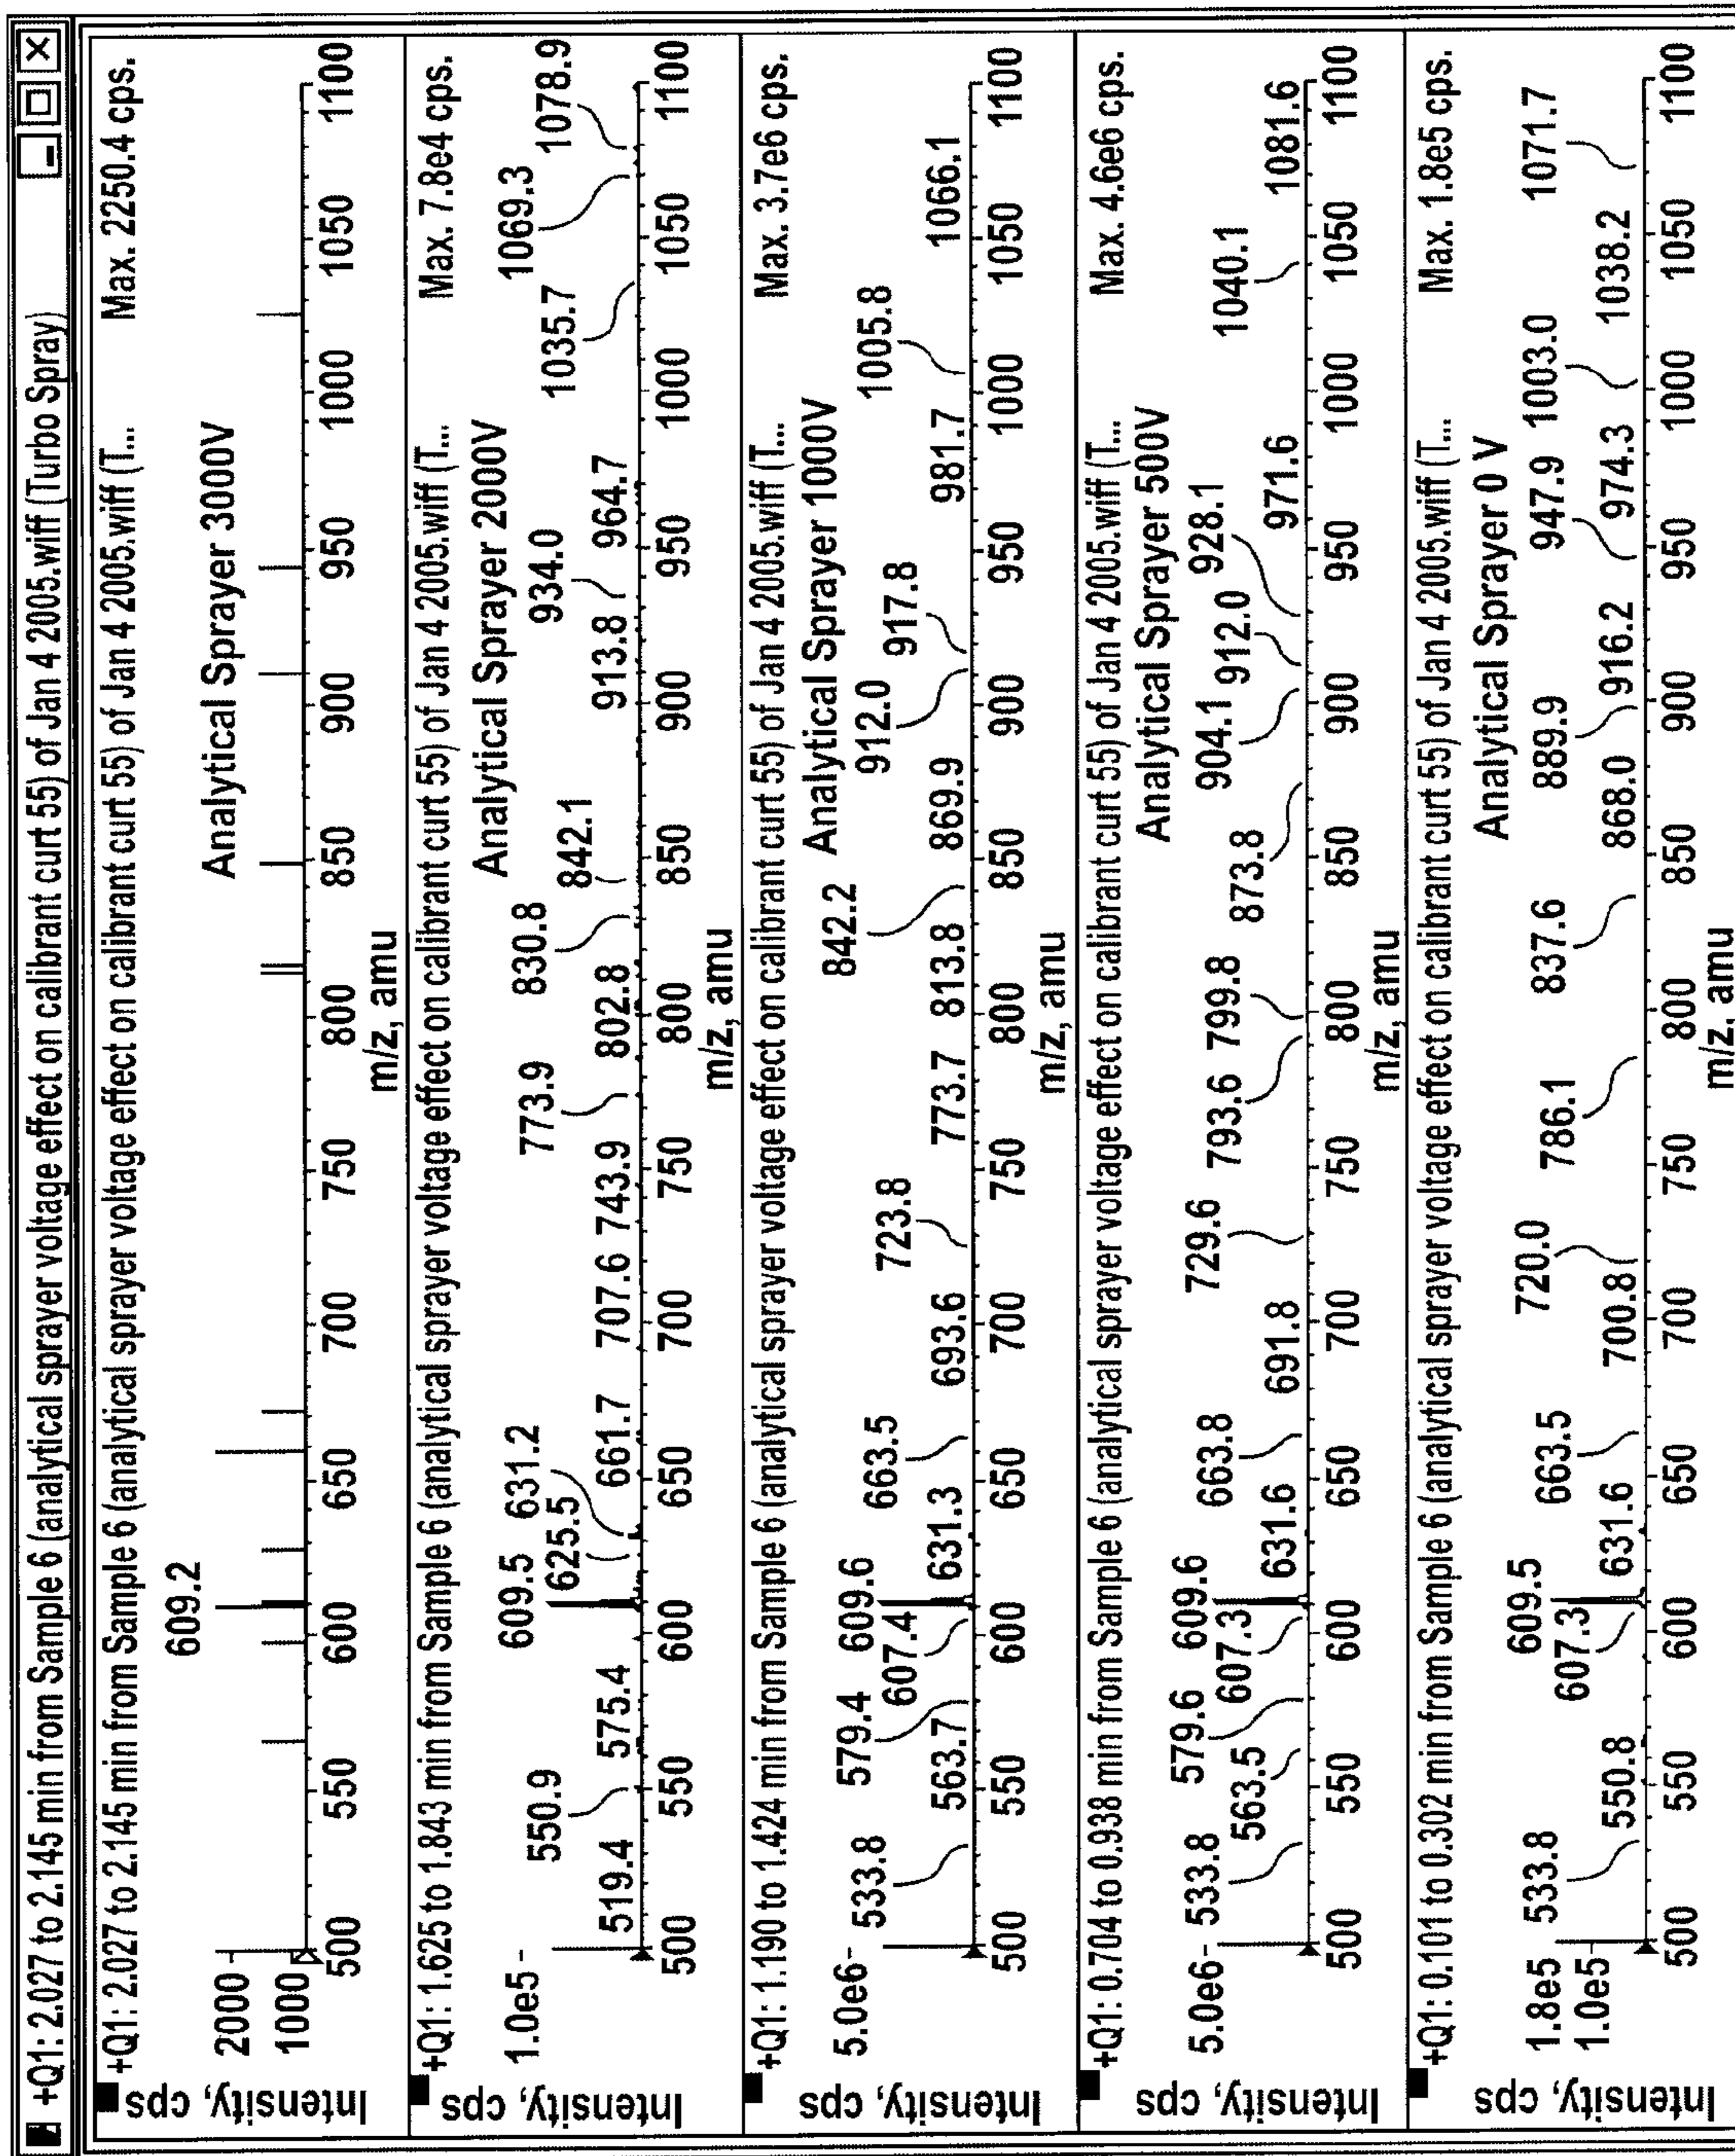 +Q1: 2.027 to 2.145 min from Sample 6 (analytical sprayer voltage effect on calibrant curt 55) of Jan 4 2005.wiff (Turbo Spray)
+Q1: 2.027 to 2.145 min from Sample 6 (analytical sprayer voltage effect on calibrant curt 55) of Jan 4 2005.wiff (T... Max. 2250.4 cps.
Analytical Sprayer 3000V
609.2
2000
1000
Intensity, cps
500 550 600 650 700 750 800 850 900 950 1000 1050 1100
m/z, amu
+Q1: 1.625 to 1.843 min from Sample 6 (analytical sprayer voltage effect on calibrant curt 55) of Jan 4 2005.wiff (T... Max. 7.8e4 cps.
Analytical Sprayer 2000V
1.0e5
550.9 609.5 631.2 773.9 830.8 842.1 934.0 1035.7 1069.3 1078.9
625.5
519.4 575.4 661.7 707.6 743.9 802.8 913.8 964.7
Intensity, cps
500 550 600 650 700 750 800 850 900 950 1000 1050 1100
m/z, amu
+Q1: 1.190 to 1.424 min from Sample 6 (analytical sprayer voltage effect on calibrant curt 55) of Jan 4 2005.wiff (T... Max. 3.7e6 cps.
Analytical Sprayer 1000V
5.0e6
533.8 579.4 609.6 663.5 723.8 842.2 912.0 917.8 1005.8
607.4
563.7 631.3 693.6 773.7 813.8 869.9 981.7 1066.1
Intensity, cps
500 550 600 650 700 750 800 850 900 950 1000 1050 1100
m/z, amu
+Q1: 0.704 to 0.938 min from Sample 6 (analytical sprayer voltage effect on calibrant curt 55) of Jan 4 2005.wiff (T... Max. 4.6e6 cps.
Analytical Sprayer 500V
5.0e6
533.8 579.6 609.6 663.8 729.6 793.6 799.8 904.1 912.0 928.1 1040.1
563.5 607.3 873.8
631.6 691.8 971.6 1081.6
Intensity, cps
500 550 600 650 700 750 800 850 900 950 1000 1050 1100
m/z, amu
+Q1: 0.101 to 0.302 min from Sample 6 (analytical sprayer voltage effect on calibrant curt 55) of Jan 4 2005.wiff (T... Max. 1.8e5 cps.
Analytical Sprayer 0 V
1.8e5
1.0e5
533.8 609.5 663.5 720.0 786.1 837.6 889.9 947.9 1003.0 1071.7
607.3
550.8 631.6 700.8 868.0 916.2 974.3 1038.2
Intensity, cps
500 550 600 650 700 750 800 850 900 950 1000 1050 1100
m/z, amu